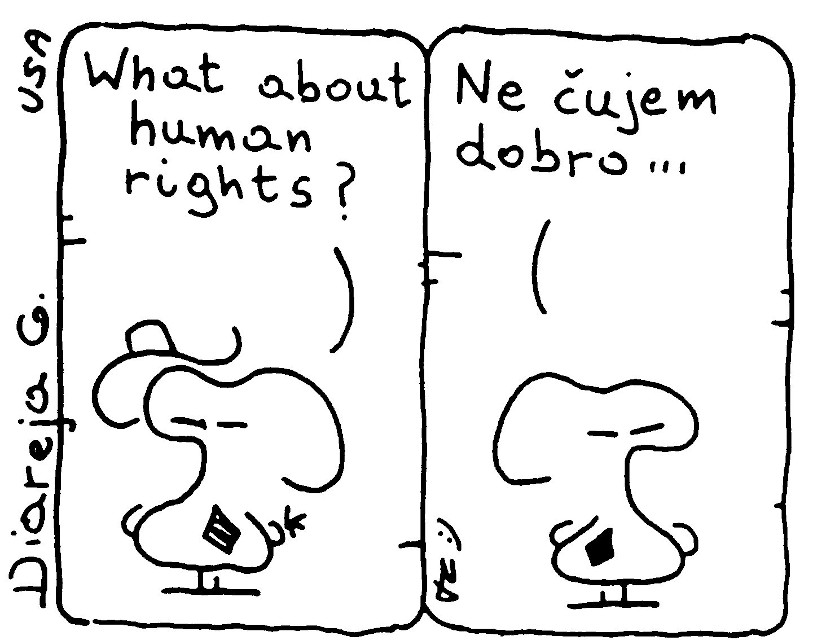 USA
Diareja G.
What about
human
rights?
Ne čujem
dobro...